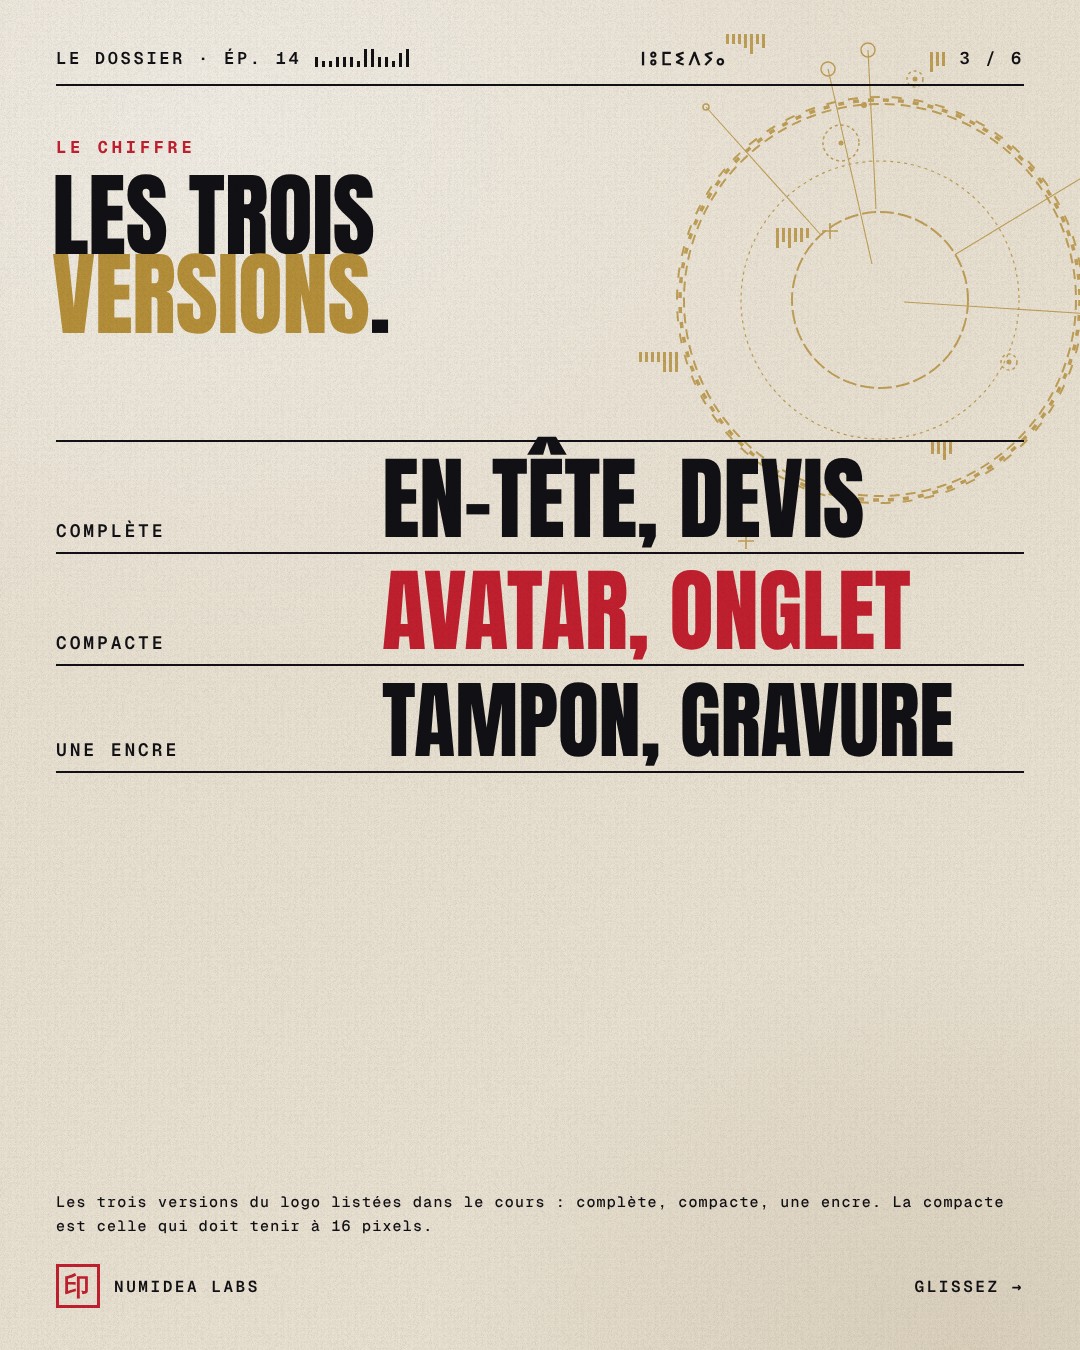 LE DOSSIER · ÉP. 14
ⵏⵓⵎⵉⴷⵢⴰ
3 / 6
LE CHIFFRE
LES TROIS
VERSIONS.
COMPLÈTE
EN-TÊTE, DEVIS
COMPACTE
AVATAR, ONGLET
UNE ENCRE
TAMPON, GRAVURE
Les trois versions du logo listées dans le cours : complète, compacte, une encre. La compacte
est celle qui doit tenir à 16 pixels.
印
NUMIDEA LABS
GLISSEZ →